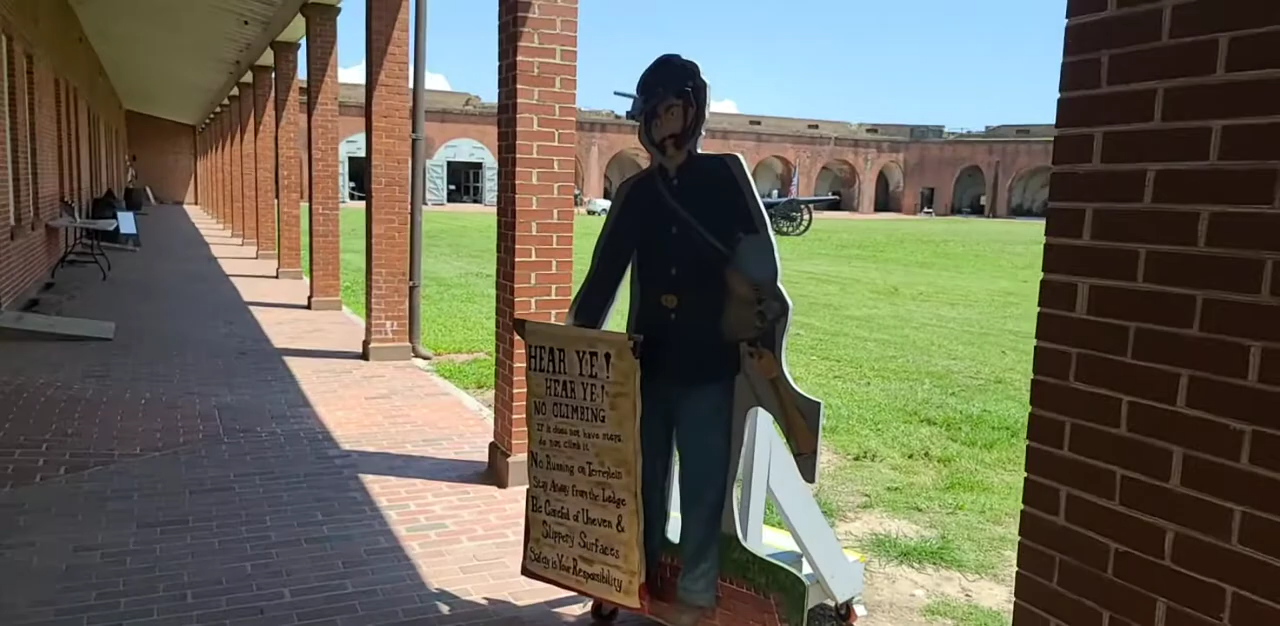 HEAR YE!
HEAR YE!
NO CLIMBING
If it does not have steps,
do not climb it.
No Running on Terreplein
Stay Away from the Ledge
Be Careful of Uneven &
Slippery Surfaces
Safety is Your Responsibility